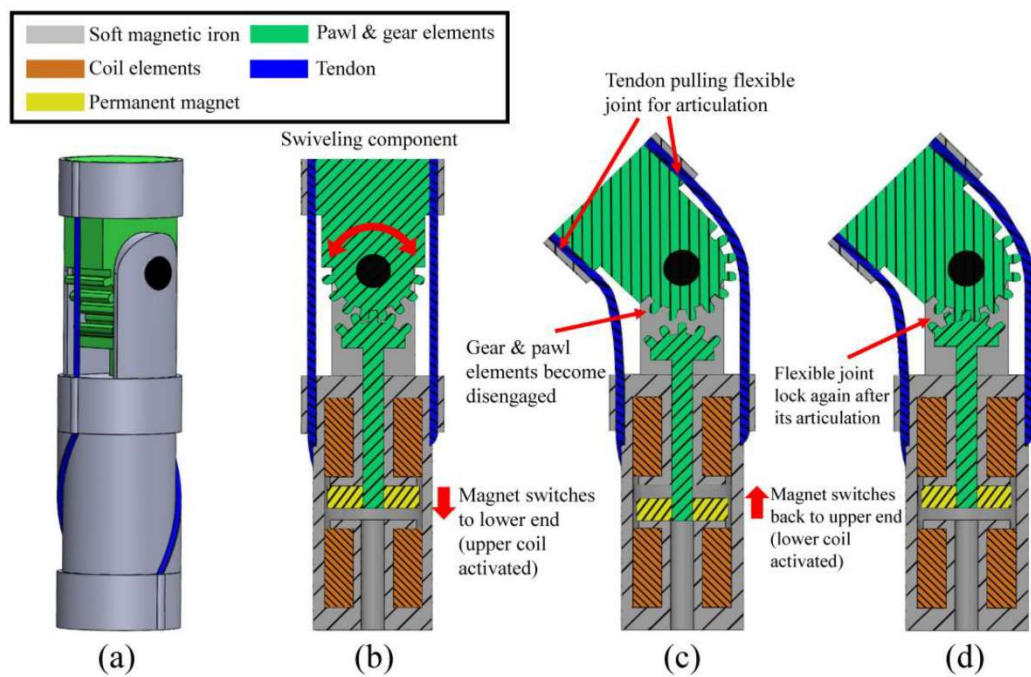 Soft magnetic iron
Pawl & gear elements
Coil elements
Tendon
Permanent magnet
Swiveling component
Tendon pulling flexible
joint for articulation
Gear & pawl
elements become
disengaged
Flexible joint
lock again after
its articulation
Magnet switches
to lower end
(upper coil
activated)
Magnet switches
back to upper end
(lower coil
activated)
(a)
(b)
(c)
(d)